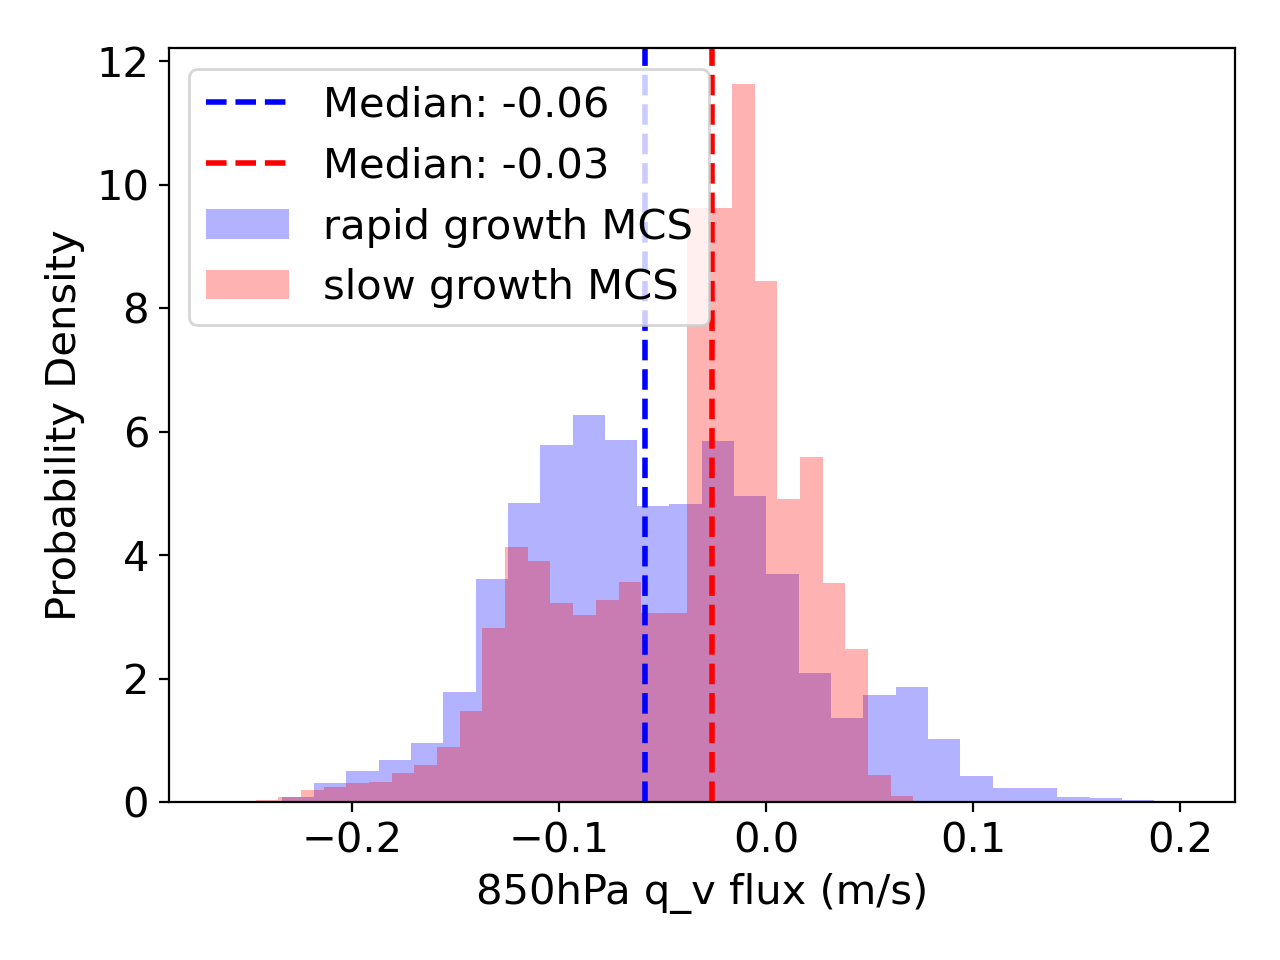 12
10
8
6
4
2
0
Probability Density
Median: -0.06
Median: -0.03
rapid growth MCS
slow growth MCS
−0.2
−0.1
0.0
0.1
0.2
850hPa q_v flux (m/s)